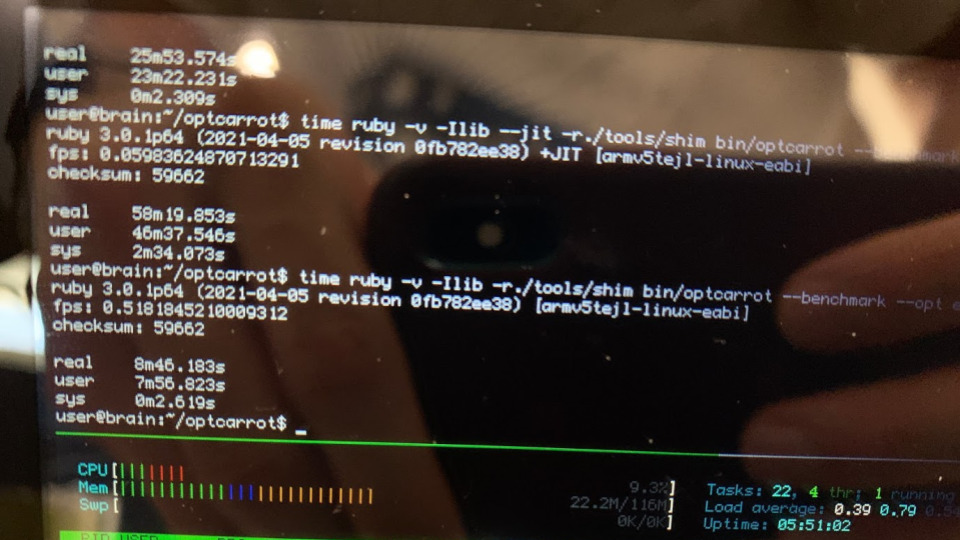 real 25m53.574s
user 23m22.231s
sys 0m2.309s
user@brain:~/optcarrot$ time ruby -v -Ilib --jit -r./tools/shim bin/optcarrot
ruby 3.0.1p64 (2021-04-05 revision 0fb782ee38) +JIT [armv5tejl-linux-eabi]
fps: 0.05983624870713291
checksum: 59662
real 58m19.853s
user 46m37.546s
sys 2m34.073s
user@brain:~/optcarrot$ time ruby -v -Ilib -r./tools/shim bin/optcarrot --benchmark --opt
ruby 3.0.1p64 (2021-04-05 revision 0fb782ee38) [armv5tejl-linux-eabi]
fps: 0.5181845210009312
checksum: 59662
real 8m46.183s
user 7m56.823s
sys 0m2.619s
user@brain:~/optcarrot$ _
CPU[|||||||| 9.3%] Tasks: 22, 4 thr; 1 running
Mem[||||||||||||||||||||||||||||| 22.2M/116M] Load average: 0.39 0.79
Swp[ 0K/0K] Uptime: 05:51:02
PID USER